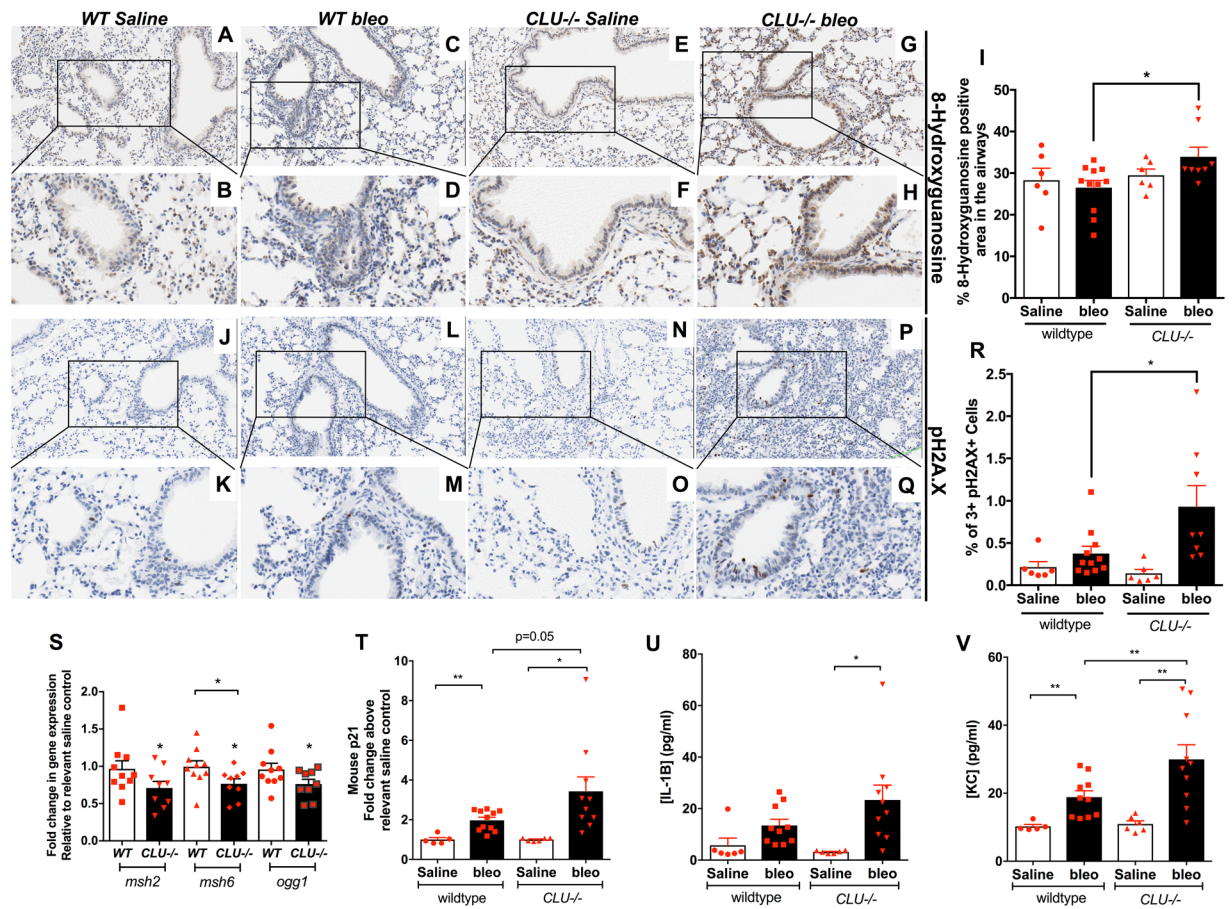 WT Saline
WT bleo
CLU-/- Saline
CLU-/- bleo
A
C
E
G
B
D
F
H
8-Hydroxyguanosine
J
L
N
P
K
M
O
Q
pH2A.X
I
% 8-Hydroxyguanosine positive
area in the airways
50
40
30
20
10
0
*
Saline bleo Saline bleo
wildtype CLU-/-
R
% of 3+ pH2AX+ Cells
2.5
2.0
1.5
1.0
0.5
0.0
*
Saline bleo Saline bleo
wildtype CLU-/-
S
Fold change in gene expression
Relative to relevant saline control
2.0
1.5
1.0
0.5
0.0
*
* * *
WT CLU-/- WT CLU-/- WT CLU-/-
msh2 msh6 ogg1
T
Mouse p21
Fold change above
relevant saline control
10
8
6
4
2
0
p=0.05
** *
Saline bleo Saline bleo
wildtype CLU-/-
U
[IL-1B] (pg/ml)
80
60
40
20
0
*
Saline bleo Saline bleo
wildtype CLU-/-
V
[KC] (pg/ml)
60
40
20
0
**
** **
Saline bleo Saline bleo
wildtype CLU-/-